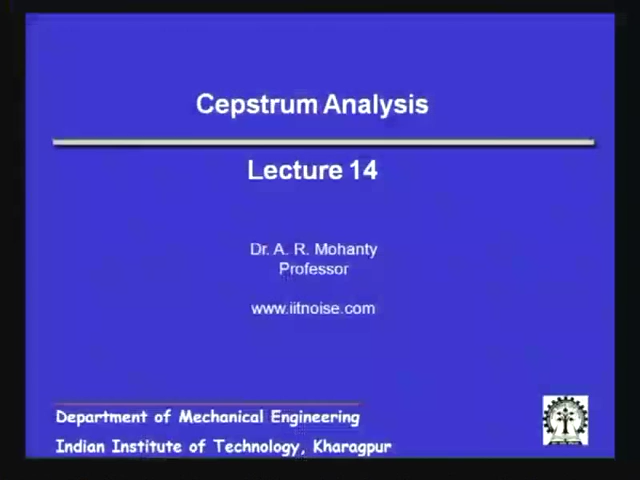 Cepstrum Analysis
Lecture 14
Dr. A. R. Mohanty
Professor
www.iitnoise.com
Department of Mechanical Engineering
Indian Institute of Technology, Kharagpur